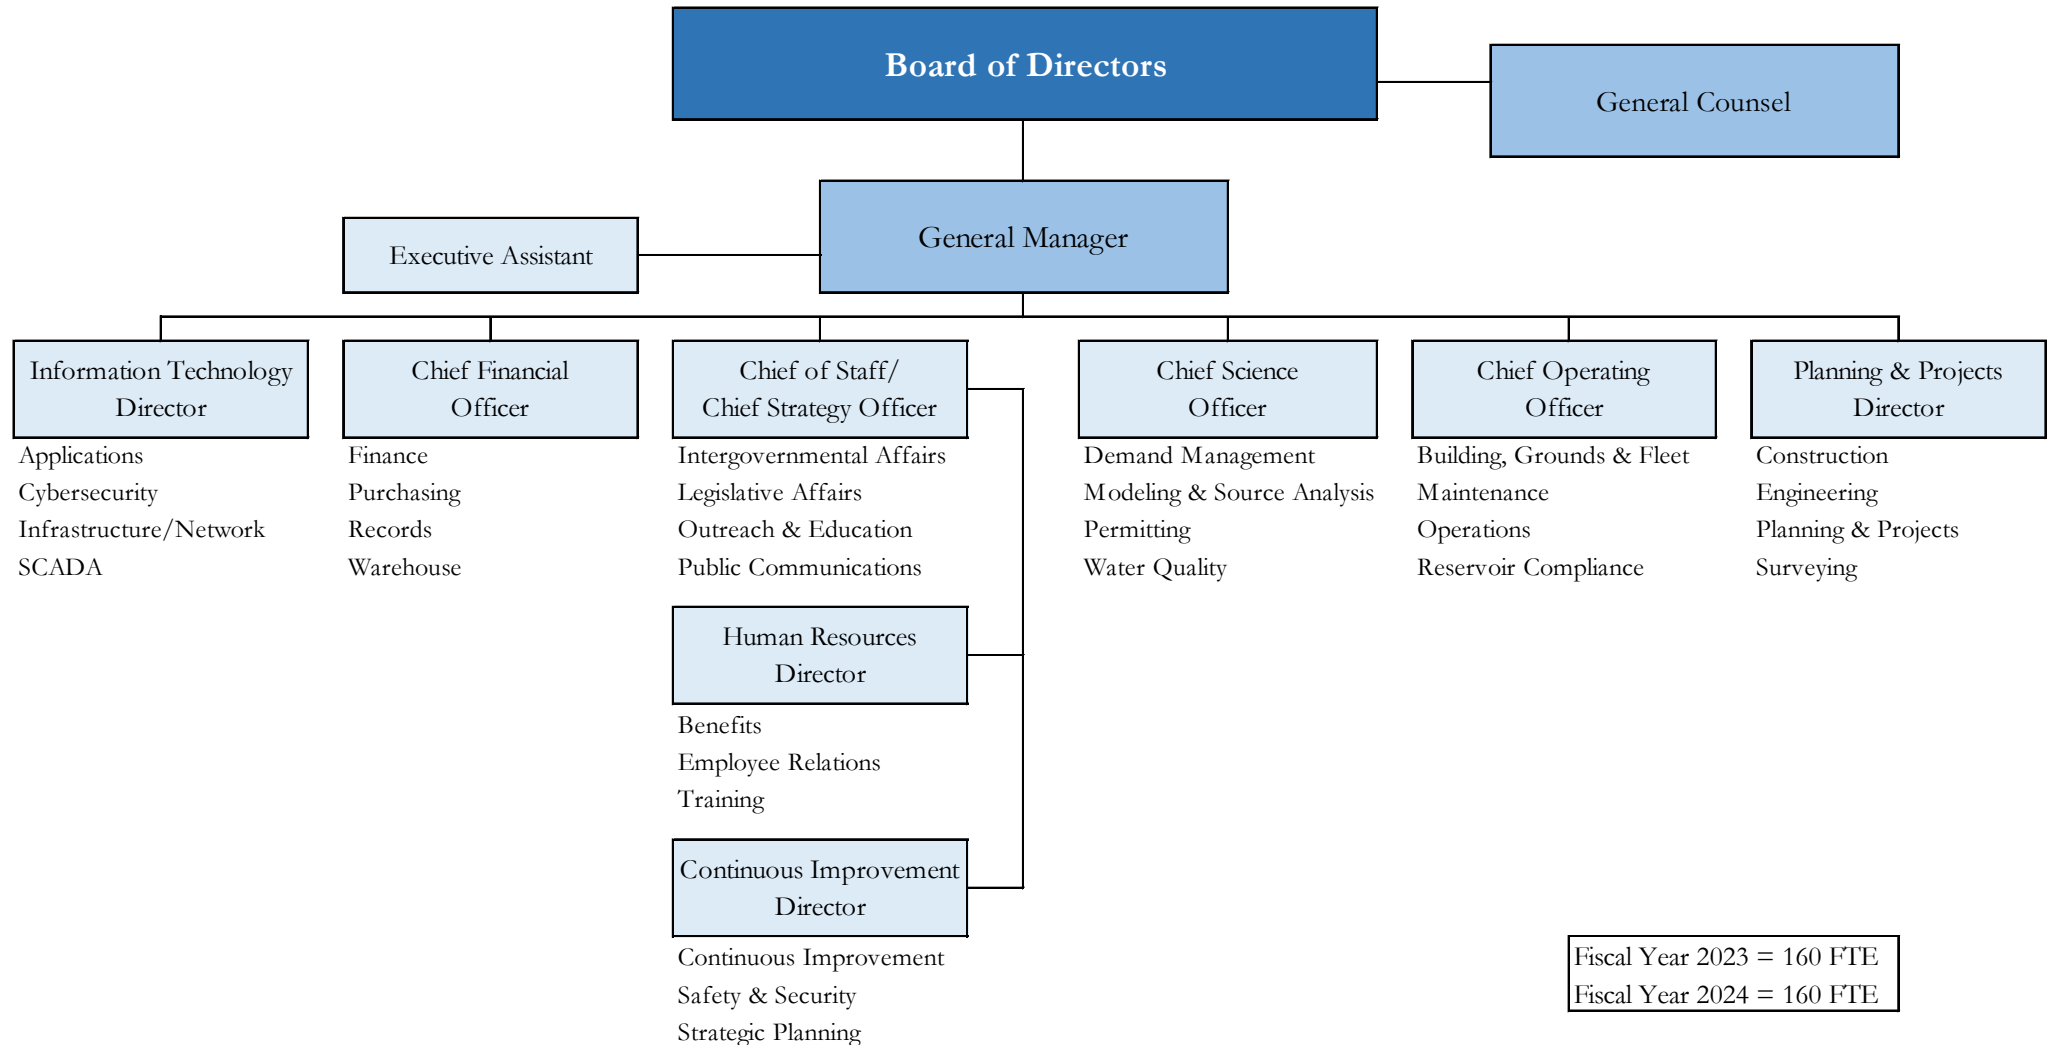 Board of Directors
General Counsel
General Manager
Executive Assistant
Information Technology
Director
Applications
Cybersecurity
Infrastructure/Network
SCADA
Chief Financial
Officer
Finance
Purchasing
Records
Warehouse
Chief of Staff/
Chief Strategy Officer
Intergovernmental Affairs
Legislative Affairs
Outreach & Education
Public Communications
Human Resources
Director
Benefits
Employee Relations
Training
Continuous Improvement
Director
Continuous Improvement
Safety & Security
Strategic Planning
Chief Science
Officer
Demand Management
Modeling & Source Analysis
Permitting
Water Quality
Chief Operating
Officer
Building, Grounds & Fleet
Maintenance
Operations
Reservoir Compliance
Planning & Projects
Director
Construction
Engineering
Planning & Projects
Surveying
Fiscal Year 2023 = 160 FTE
Fiscal Year 2024 = 160 FTE